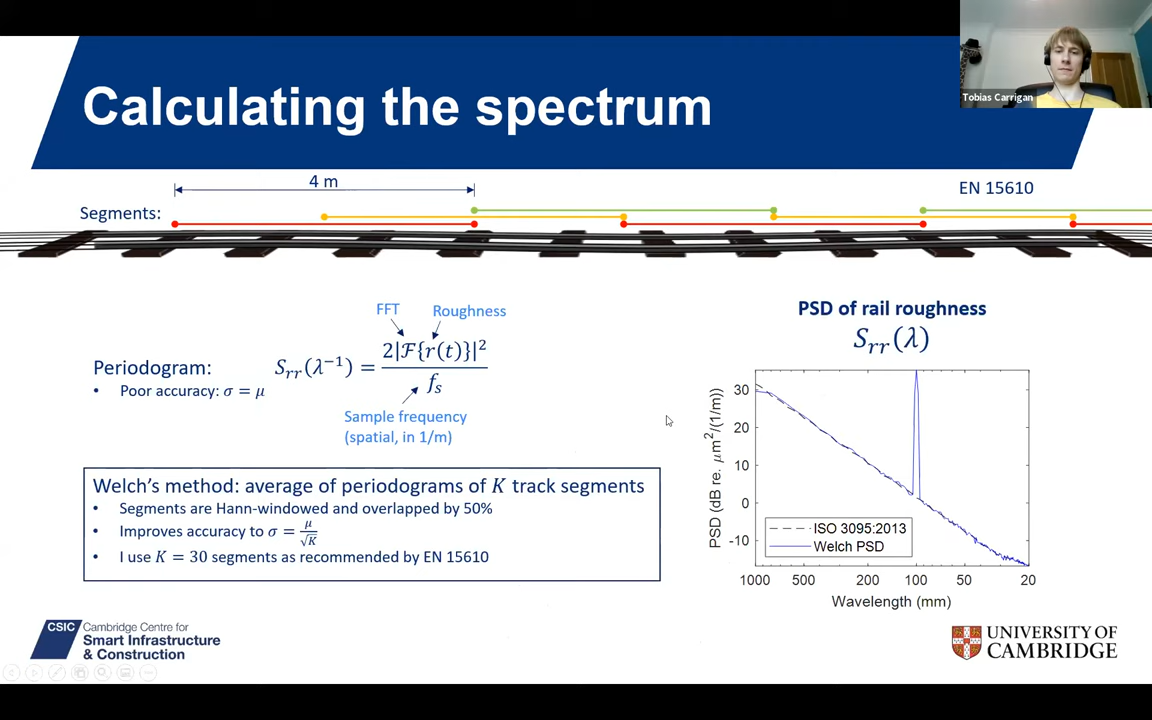 Calculating the spectrum
Tobias Carrigan
4 m
EN 15610
Segments:
FFT
Roughness
Periodogram:
S_rr(λ⁻¹) = 2|ℱ{r(t)}|² / f_s
• Poor accuracy: σ = μ
Sample frequency
(spatial, in 1/m)
Welch's method: average of periodograms of K track segments
• Segments are Hann-windowed and overlapped by 50%
• Improves accuracy to σ = μ/√K
• I use K = 30 segments as recommended by EN 15610
PSD of rail roughness
S_rr(λ)
PSD (dB re. μm²/(1/m))
30
20
10
0
-10
ISO 3095:2013
Welch PSD
1000 500 200 100 50 20
Wavelength (mm)
CSIC
Cambridge Centre for
Smart Infrastructure
& Construction
UNIVERSITY OF
CAMBRIDGE